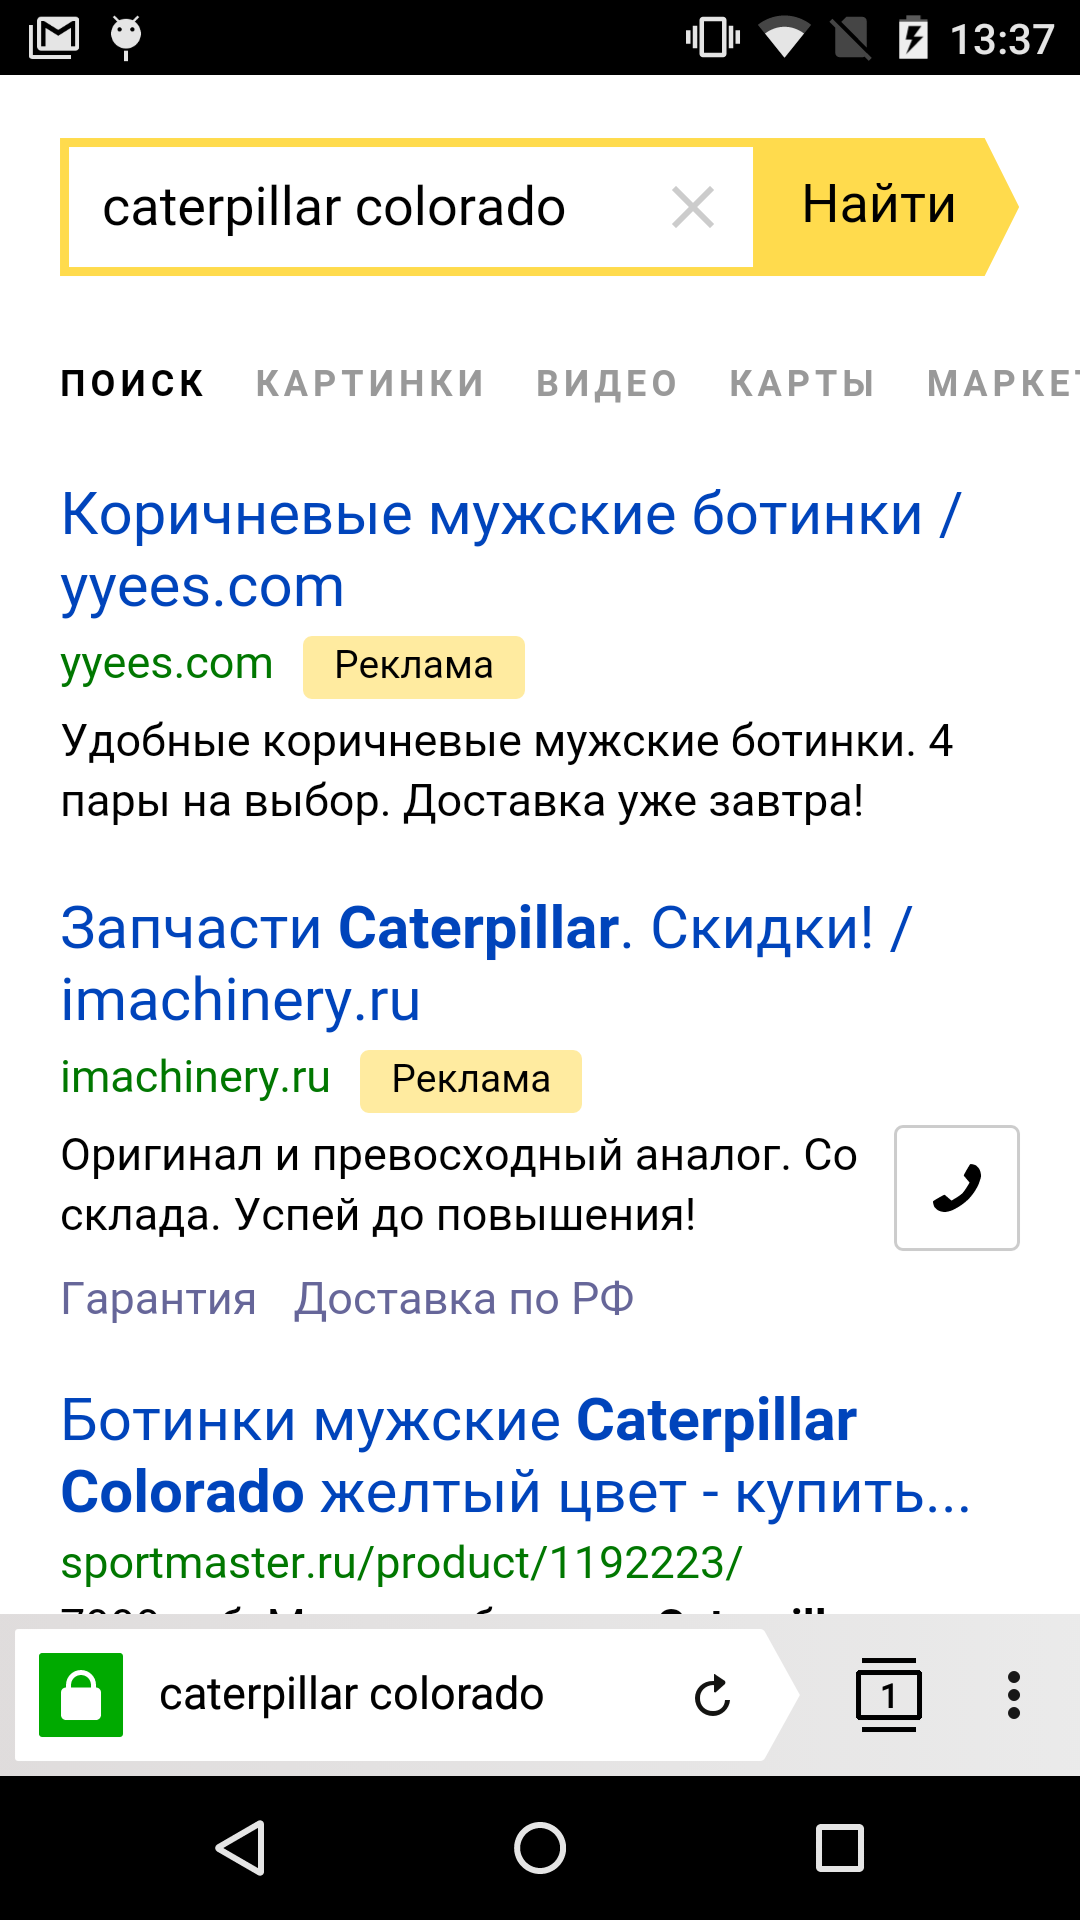 13:37
caterpillar colorado
Найти
ПОИСК КАРТИНКИ ВИДЕО КАРТЫ МАРКЕТ
Коричневые мужские ботинки /
yyees.com
yyees.com Реклама
Удобные коричневые мужские ботинки. 4
пары на выбор. Доставка уже завтра!
Запчасти Caterpillar. Скидки! /
imachinery.ru
imachinery.ru Реклама
Оригинал и превосходный аналог. Со
склада. Успей до повышения!
Гарантия Доставка по РФ
Ботинки мужские Caterpillar
Colorado желтый цвет - купить...
sportmaster.ru/product/1192223/
caterpillar colorado
1